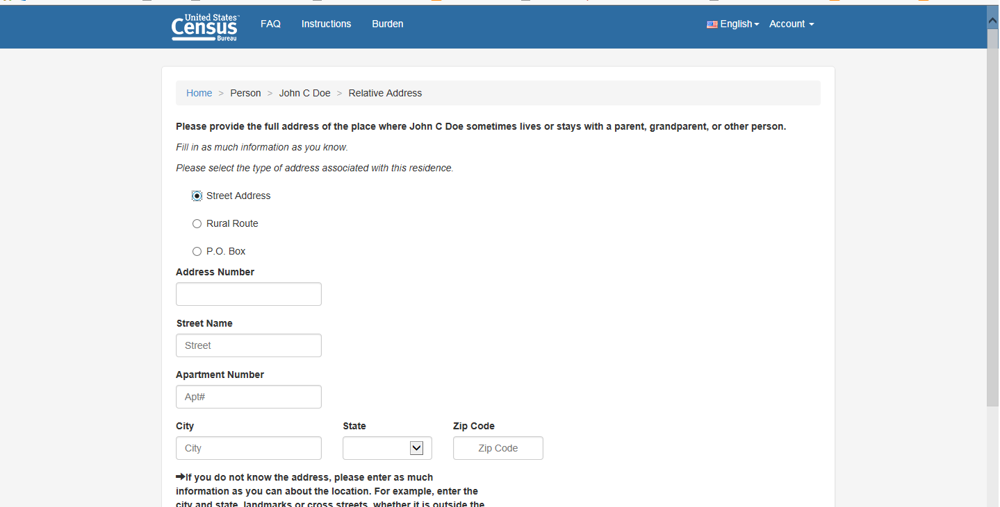 United States™
Census
Bureau
FAQ Instructions Burden English Account
Home > Person > John C Doe > Relative Address
Please provide the full address of the place where John C Doe sometimes lives or stays with a parent, grandparent, or other person.
Fill in as much information as you know.
Please select the type of address associated with this residence.
Street Address
Rural Route
P.O. Box
Address Number
Street Name
Street
Apartment Number
Apt#
City State Zip Code
City Zip Code
➡If you do not know the address, please enter as much
information as you can about the location. For example, enter the
city and state, landmarks or cross streets, whether it is outside the